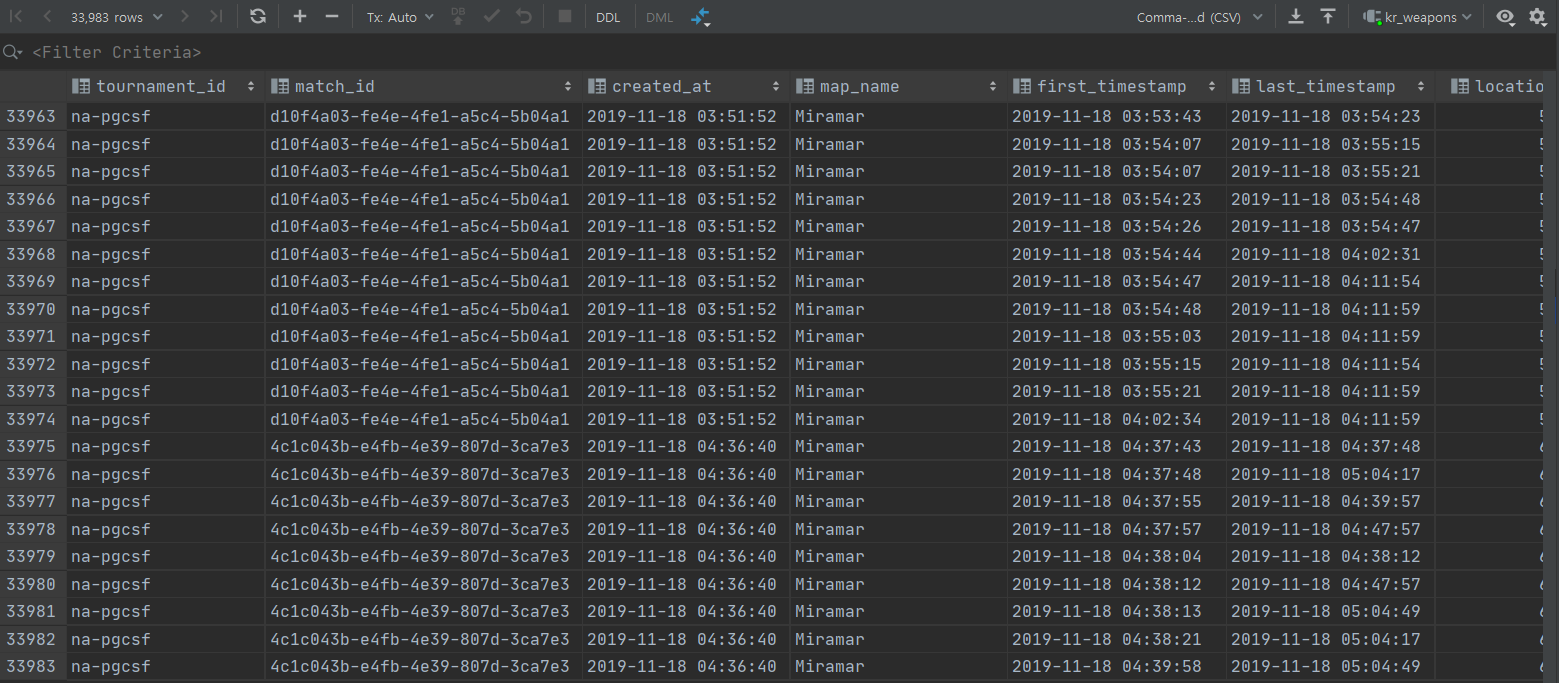 33,983 rows Tx: Auto DB DDL DML Comma-...d (CSV) kr_weapons
<Filter Criteria>
tournament_id match_id created_at map_name first_timestamp last_timestamp locatio
33963 na-pgcsf d10f4a03-fe4e-4fe1-a5c4-5b04a1 2019-11-18 03:51:52 Miramar 2019-11-18 03:53:43 2019-11-18 03:54:23
33964 na-pgcsf d10f4a03-fe4e-4fe1-a5c4-5b04a1 2019-11-18 03:51:52 Miramar 2019-11-18 03:54:07 2019-11-18 03:55:15
33965 na-pgcsf d10f4a03-fe4e-4fe1-a5c4-5b04a1 2019-11-18 03:51:52 Miramar 2019-11-18 03:54:07 2019-11-18 03:55:21
33966 na-pgcsf d10f4a03-fe4e-4fe1-a5c4-5b04a1 2019-11-18 03:51:52 Miramar 2019-11-18 03:54:23 2019-11-18 03:54:48
33967 na-pgcsf d10f4a03-fe4e-4fe1-a5c4-5b04a1 2019-11-18 03:51:52 Miramar 2019-11-18 03:54:26 2019-11-18 03:54:47
33968 na-pgcsf d10f4a03-fe4e-4fe1-a5c4-5b04a1 2019-11-18 03:51:52 Miramar 2019-11-18 03:54:44 2019-11-18 04:02:31
33969 na-pgcsf d10f4a03-fe4e-4fe1-a5c4-5b04a1 2019-11-18 03:51:52 Miramar 2019-11-18 03:54:47 2019-11-18 04:11:54
33970 na-pgcsf d10f4a03-fe4e-4fe1-a5c4-5b04a1 2019-11-18 03:51:52 Miramar 2019-11-18 03:54:48 2019-11-18 04:11:59
33971 na-pgcsf d10f4a03-fe4e-4fe1-a5c4-5b04a1 2019-11-18 03:51:52 Miramar 2019-11-18 03:55:03 2019-11-18 04:11:59
33972 na-pgcsf d10f4a03-fe4e-4fe1-a5c4-5b04a1 2019-11-18 03:51:52 Miramar 2019-11-18 03:55:15 2019-11-18 04:11:54
33973 na-pgcsf d10f4a03-fe4e-4fe1-a5c4-5b04a1 2019-11-18 03:51:52 Miramar 2019-11-18 03:55:21 2019-11-18 04:11:59
33974 na-pgcsf d10f4a03-fe4e-4fe1-a5c4-5b04a1 2019-11-18 03:51:52 Miramar 2019-11-18 04:02:34 2019-11-18 04:11:59
33975 na-pgcsf 4c1c043b-e4fb-4e39-807d-3ca7e3 2019-11-18 04:36:40 Miramar 2019-11-18 04:37:43 2019-11-18 04:37:48
33976 na-pgcsf 4c1c043b-e4fb-4e39-807d-3ca7e3 2019-11-18 04:36:40 Miramar 2019-11-18 04:37:48 2019-11-18 05:04:17
33977 na-pgcsf 4c1c043b-e4fb-4e39-807d-3ca7e3 2019-11-18 04:36:40 Miramar 2019-11-18 04:37:55 2019-11-18 04:39:57
33978 na-pgcsf 4c1c043b-e4fb-4e39-807d-3ca7e3 2019-11-18 04:36:40 Miramar 2019-11-18 04:37:57 2019-11-18 04:47:57
33979 na-pgcsf 4c1c043b-e4fb-4e39-807d-3ca7e3 2019-11-18 04:36:40 Miramar 2019-11-18 04:38:04 2019-11-18 04:38:12
33980 na-pgcsf 4c1c043b-e4fb-4e39-807d-3ca7e3 2019-11-18 04:36:40 Miramar 2019-11-18 04:38:12 2019-11-18 04:47:57
33981 na-pgcsf 4c1c043b-e4fb-4e39-807d-3ca7e3 2019-11-18 04:36:40 Miramar 2019-11-18 04:38:13 2019-11-18 05:04:49
33982 na-pgcsf 4c1c043b-e4fb-4e39-807d-3ca7e3 2019-11-18 04:36:40 Miramar 2019-11-18 04:38:21 2019-11-18 05:04:17
33983 na-pgcsf 4c1c043b-e4fb-4e39-807d-3ca7e3 2019-11-18 04:36:40 Miramar 2019-11-18 04:39:58 2019-11-18 05:04:49